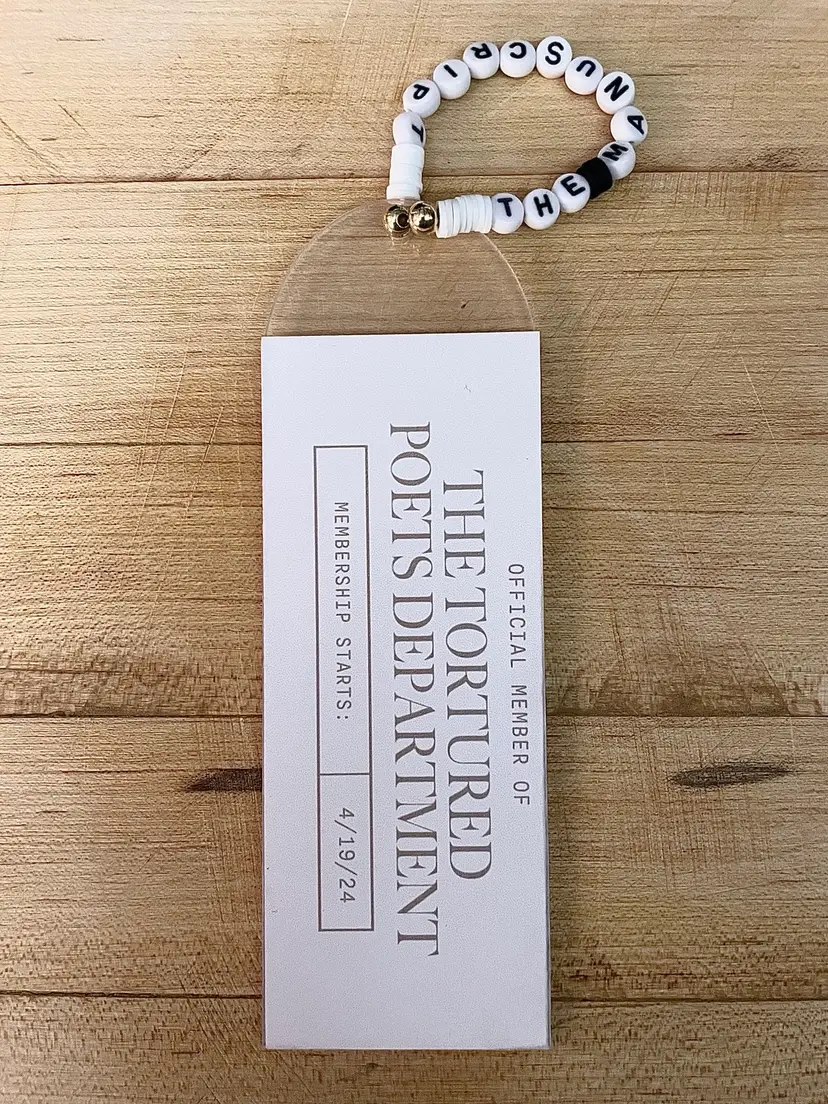 THE MANUSCRIPT
OFFICIAL MEMBER OF
THE TORTURED
POETS DEPARTMENT
MEMBERSHIP STARTS: 4/19/24